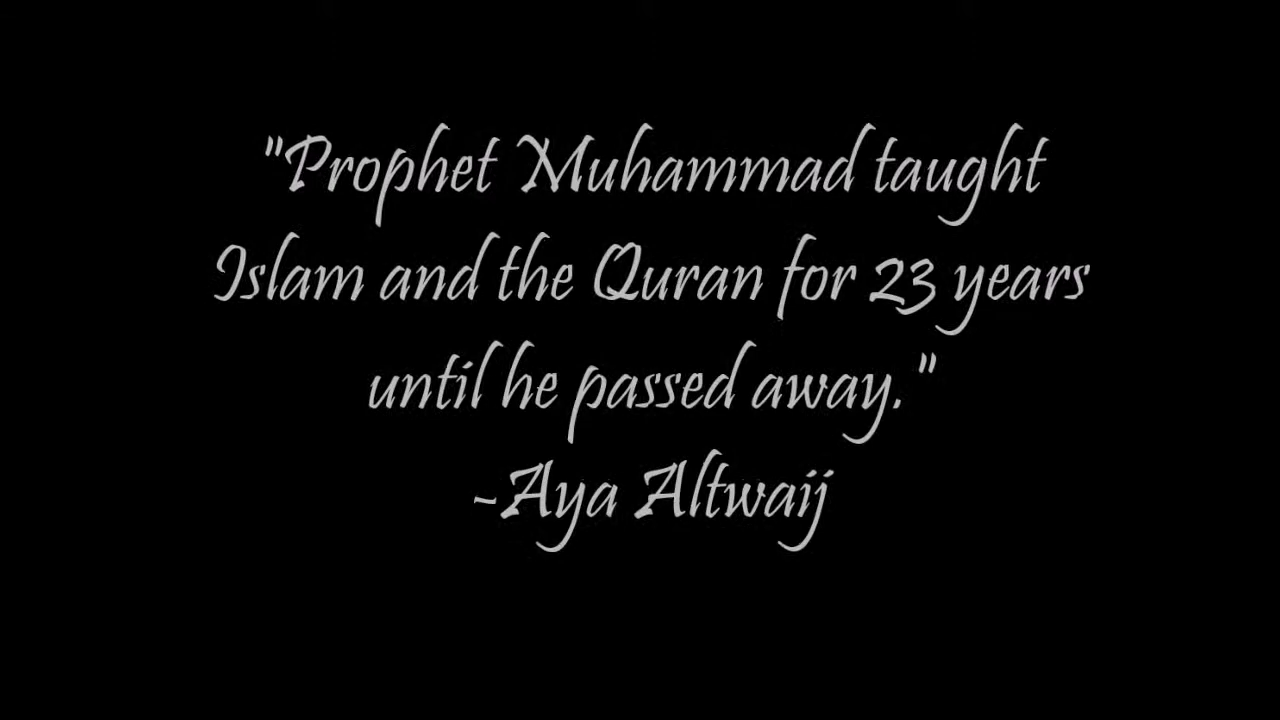 "Prophet Muhammad taught
Islam and the Quran for 23 years
until he passed away."
-Aya Altwaij